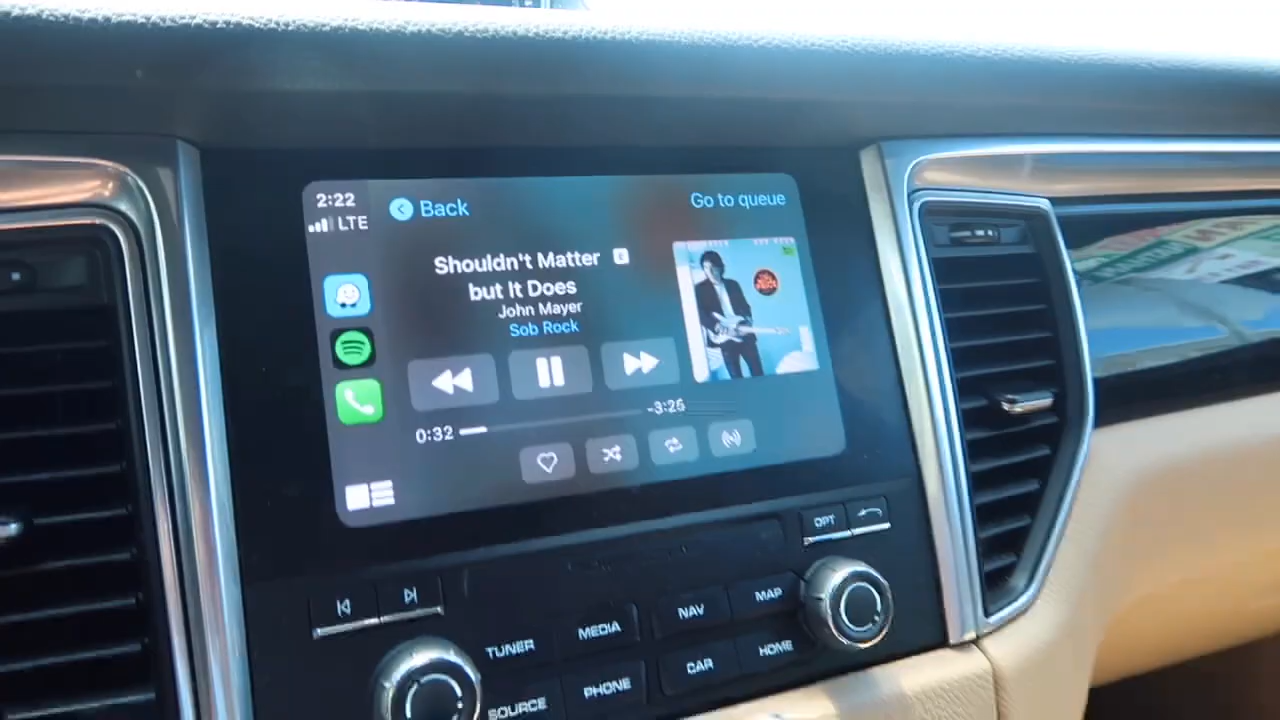 2:22
LTE
Back
Go to queue
Shouldn't Matter E
but It Does
John Mayer
Sob Rock
0:32
-3:25
OPT
TUNER
MEDIA
NAV
MAP
SOURCE
PHONE
CAR
HOME